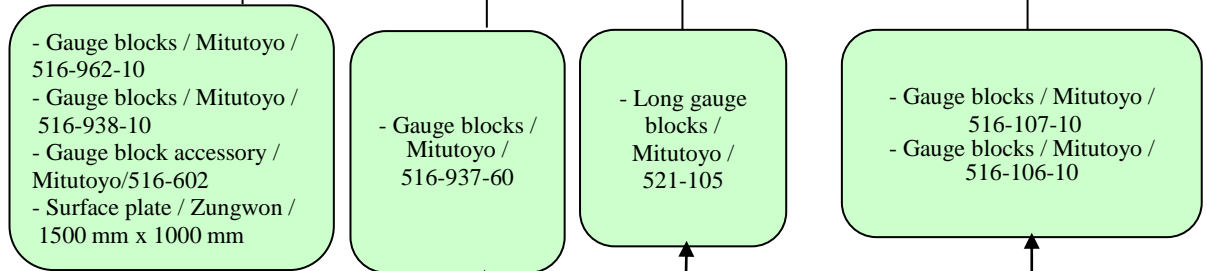 - Gauge blocks / Mitutoyo /
516-962-10
- Gauge blocks / Mitutoyo /
516-938-10
- Gauge block accessory /
Mitutoyo/516-602
- Surface plate / Zungwon /
1500 mm x 1000 mm
- Gauge blocks /
Mitutoyo /
516-937-60
- Long gauge
blocks /
Mitutoyo /
521-105
- Gauge blocks / Mitutoyo /
516-107-10
- Gauge blocks / Mitutoyo /
516-106-10